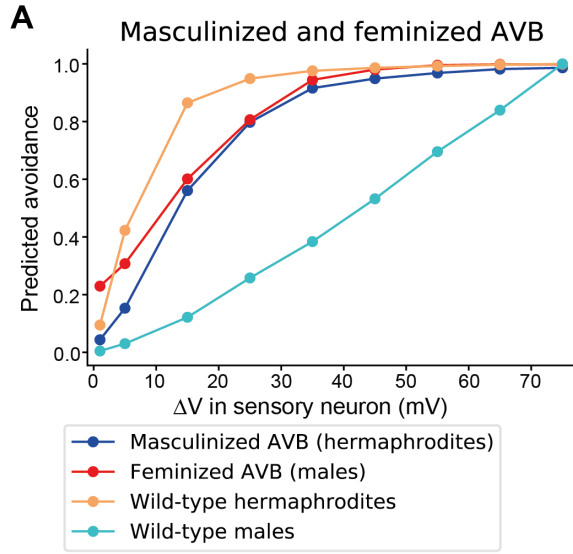 A
Masculinized and feminized AVB
Predicted avoidance
1.0
0.8
0.6
0.4
0.2
0.0
0 10 20 30 40 50 60 70
ΔV in sensory neuron (mV)
Masculinized AVB (hermaphrodites)
Feminized AVB (males)
Wild-type hermaphrodites
Wild-type males